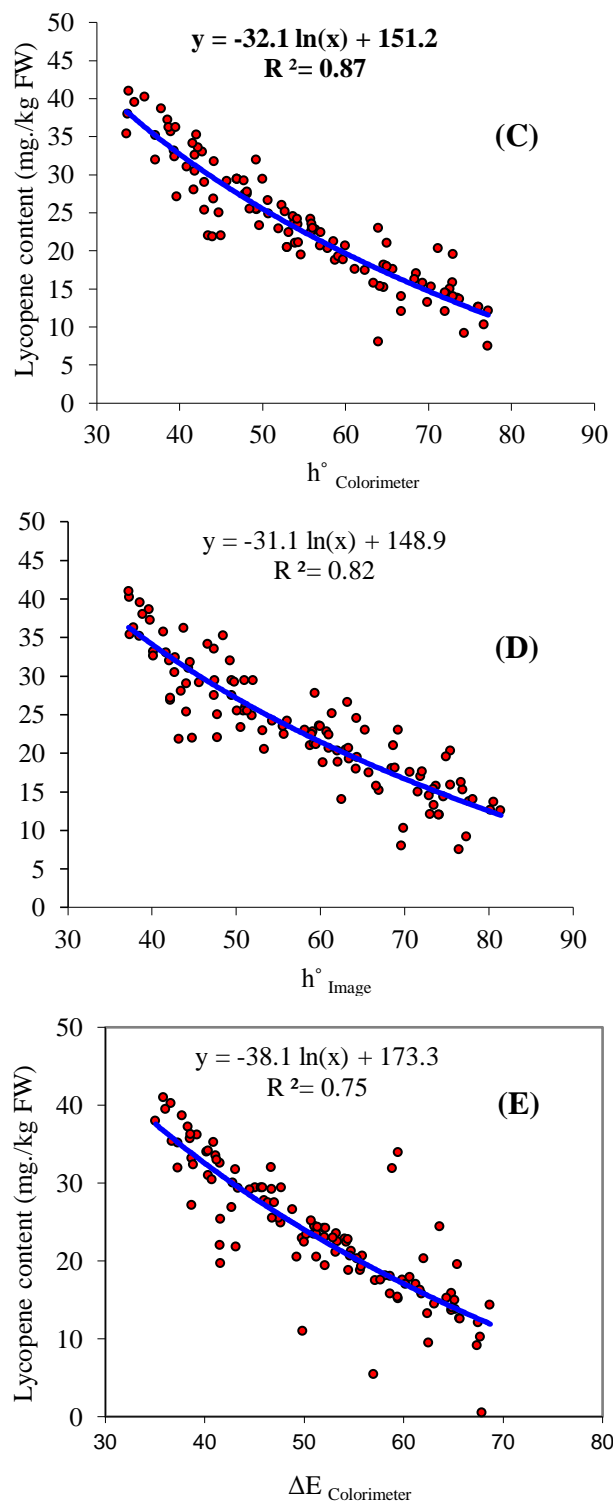 y = -32.1 ln(x) + 151.2
R ²= 0.87
(C)
Lycopene content (mg./kg FW)
50
45
40
35
30
25
20
15
10
5
0
30 40 50 60 70 80 90
h° Colorimeter
y = -31.1 ln(x) + 148.9
R ²= 0.82
(D)
50
45
40
35
30
25
20
15
10
5
0
30 40 50 60 70 80 90
h° Image
y = -38.1 ln(x) + 173.3
R ²= 0.75
(E)
Lycopene content (mg./kg FW)
50
40
30
20
10
0
30 40 50 60 70 80
ΔE Colorimeter